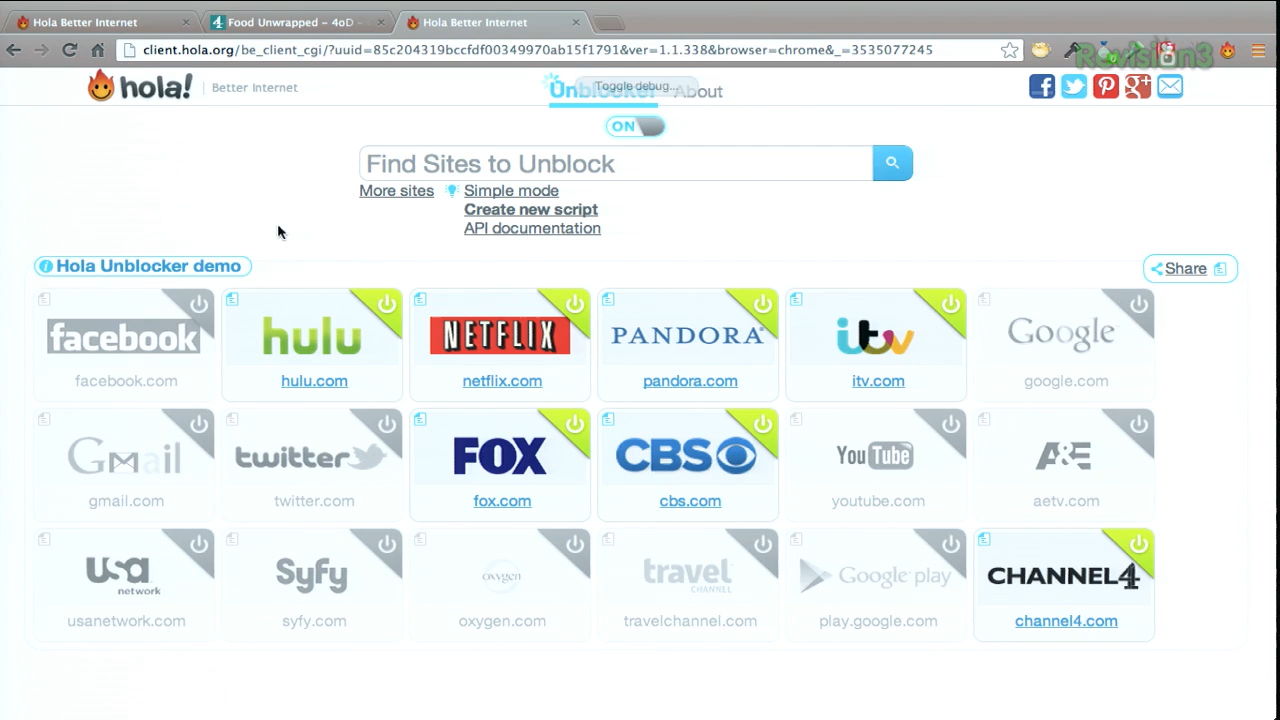 Hola Better Internet
4 Food Unwrapped - 4oD -
Hola Better Internet
client.hola.org/be_client_cgi/?uuid=85c204319bccfdf00349970ab15f1791&ver=1.1.338&browser=chrome&_=3535077245
Revision3
hola! Better Internet
Unblocker
Toggle debug...
About
f
g+
ON
Find Sites to Unblock
More sites
Simple mode
Create new script
API documentation
Hola Unblocker demo
Share
facebook
hulu
NETFLIX
PANDORA
itv
Google
facebook.com
hulu.com
netflix.com
pandora.com
itv.com
google.com
Gmail
twitter
FOX
CBS
YouTube
A&E
gmail.com
twitter.com
fox.com
cbs.com
youtube.com
aetv.com
usa
network
Syfy
oxygen
travel
CHANNEL
Google play
CHANNEL4
usanetwork.com
syfy.com
oxygen.com
travelchannel.com
play.google.com
channel4.com